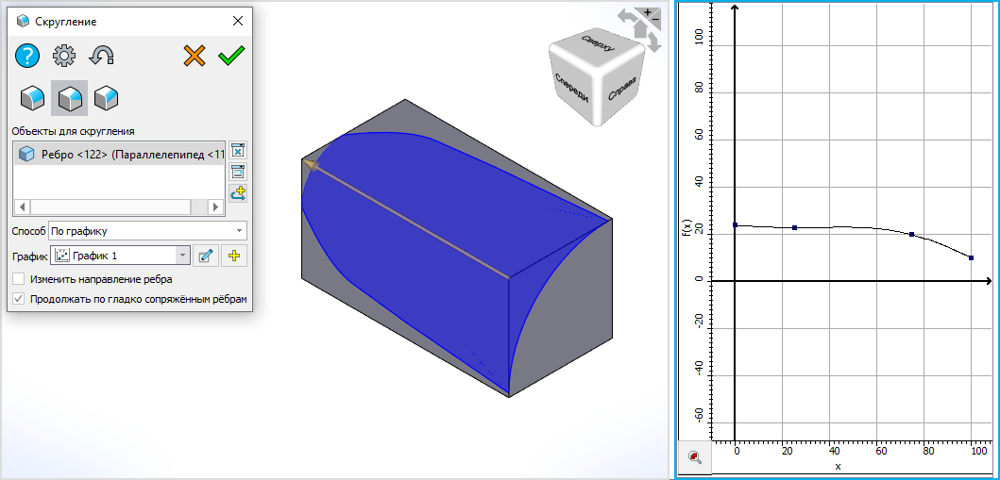 Скругление
Объекты для скругления
Ребро <122> (Параллелепипед <11
Способ По графику
График График 1
Изменить направление ребра
Продолжать по гладко сопряжённым рёбрам
Сверху
Спереди
Справа
100
80
60
40
20
0
-20
-40
-60
f(x)
0 20 40 60 80 100
x